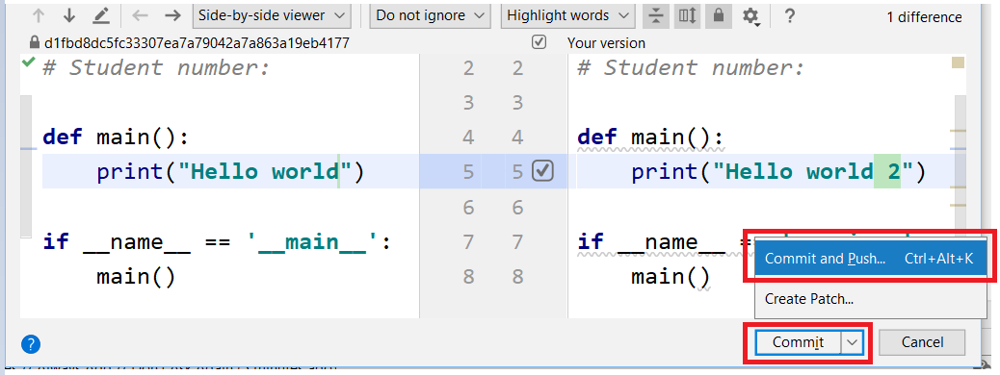 Side-by-side viewer Do not ignore Highlight words ? 1 difference
d1fbd8dc5fc33307ea7a79042a7a863a19eb4177 Your version
# Student number: 2 2 # Student number:
3 3
def main(): 4 4 def main():
print("Hello world") 5 5 print("Hello world 2")
6 6
if __name__ == '__main__': 7 7 if __name__ =
main() 8 8 main()
Commit and Push... Ctrl+Alt+K
Create Patch...
? Commit Cancel